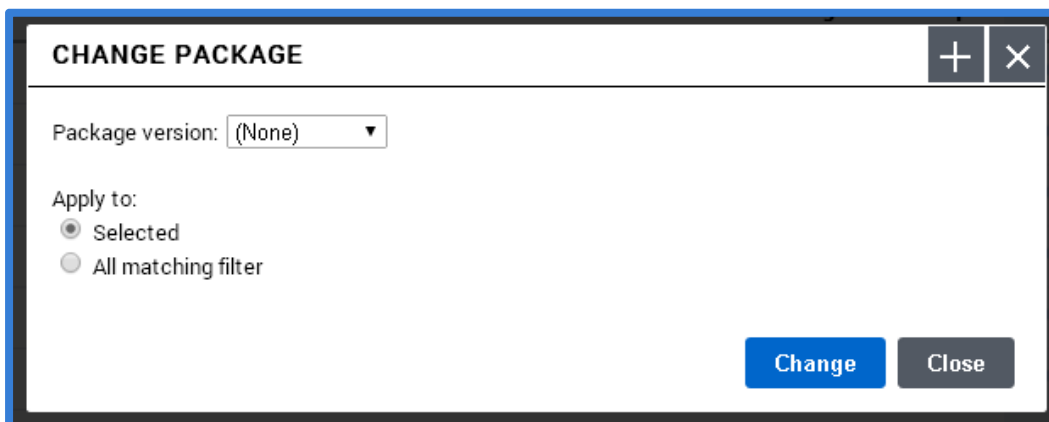 CHANGE PACKAGE
Package version: (None)
Apply to:
Selected
All matching filter
Change Close